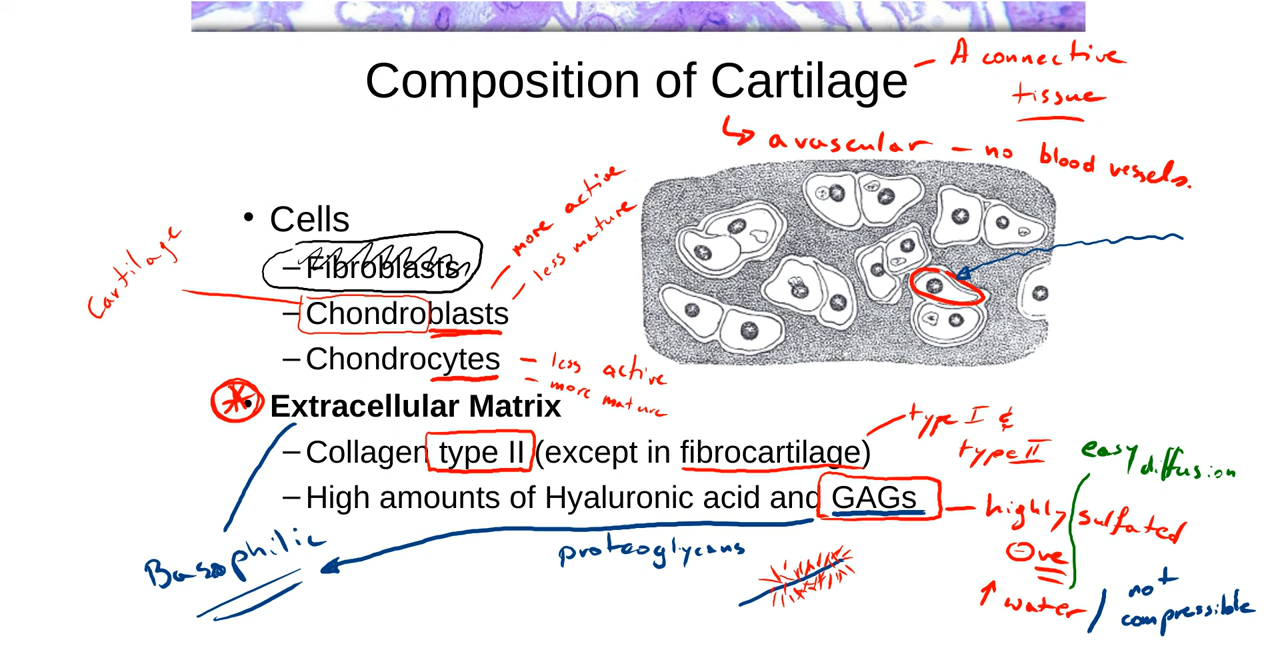 Composition of Cartilage – A connective
tissue
↳ avascular – no blood vessels.
• Cells
– Fibroblasts
Cartilage
– Chondroblasts
– more active
– less mature
– Chondrocytes – less active
– more mature
* • Extracellular Matrix
– Collagen type II (except in fibrocartilage)
type I &
type II
– High amounts of Hyaluronic acid and GAGs – highly sulfated
easy diffusion
⊖ve
↑ water / not
compressible
proteoglycans
Basophilic